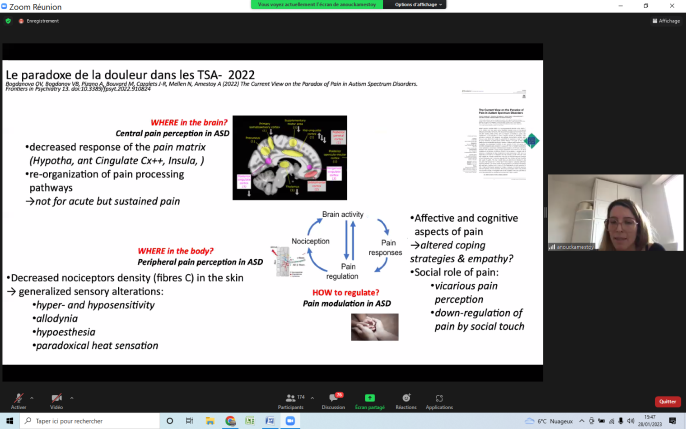 Zoom Réunion
Vous voyez actuellement l'écran de anouckamestoy
Options d'affichage
Enregistrement
Affichage
Le paradoxe de la douleur dans les TSA- 2022
Bogdanova OV, Bogdanov VB, Pizano A, Bouvard M, Cazalets J-R, Mellen N, Amestoy A (2022) The Current View on the Paradox of Pain in Autism Spectrum Disorders.
Frontiers in Psychiatry 13. doi:10.3389/fpsyt.2022.910824
WHERE in the brain?
Central pain perception in ASD
•decreased response of the pain matrix
(Hypotha, ant Cingulate Cx++, Insula, )
•re-organization of pain processing
pathways
→not for acute but sustained pain
WHERE in the body?
Peripheral pain perception in ASD
•Decreased nociceptors density (fibres C) in the skin
→ generalized sensory alterations:
•hyper- and hyposensitivity
•allodynia
•hypoesthesia
•paradoxical heat sensation
Brain activity
Nociception
Pain
responses
Pain
regulation
HOW to regulate?
Pain modulation in ASD
•Affective and cognitive
aspects of pain
→altered coping
strategies & empathy?
•Social role of pain:
•vicarious pain
perception
•down-regulation of
pain by social touch
anouckamestoy
Activer
Vidéo
174
Participants
Discussion
Écran partagé
Réactions
Applications
Quitter
Taper ici pour rechercher
6°C Nuageux
15:47
28/01/2023